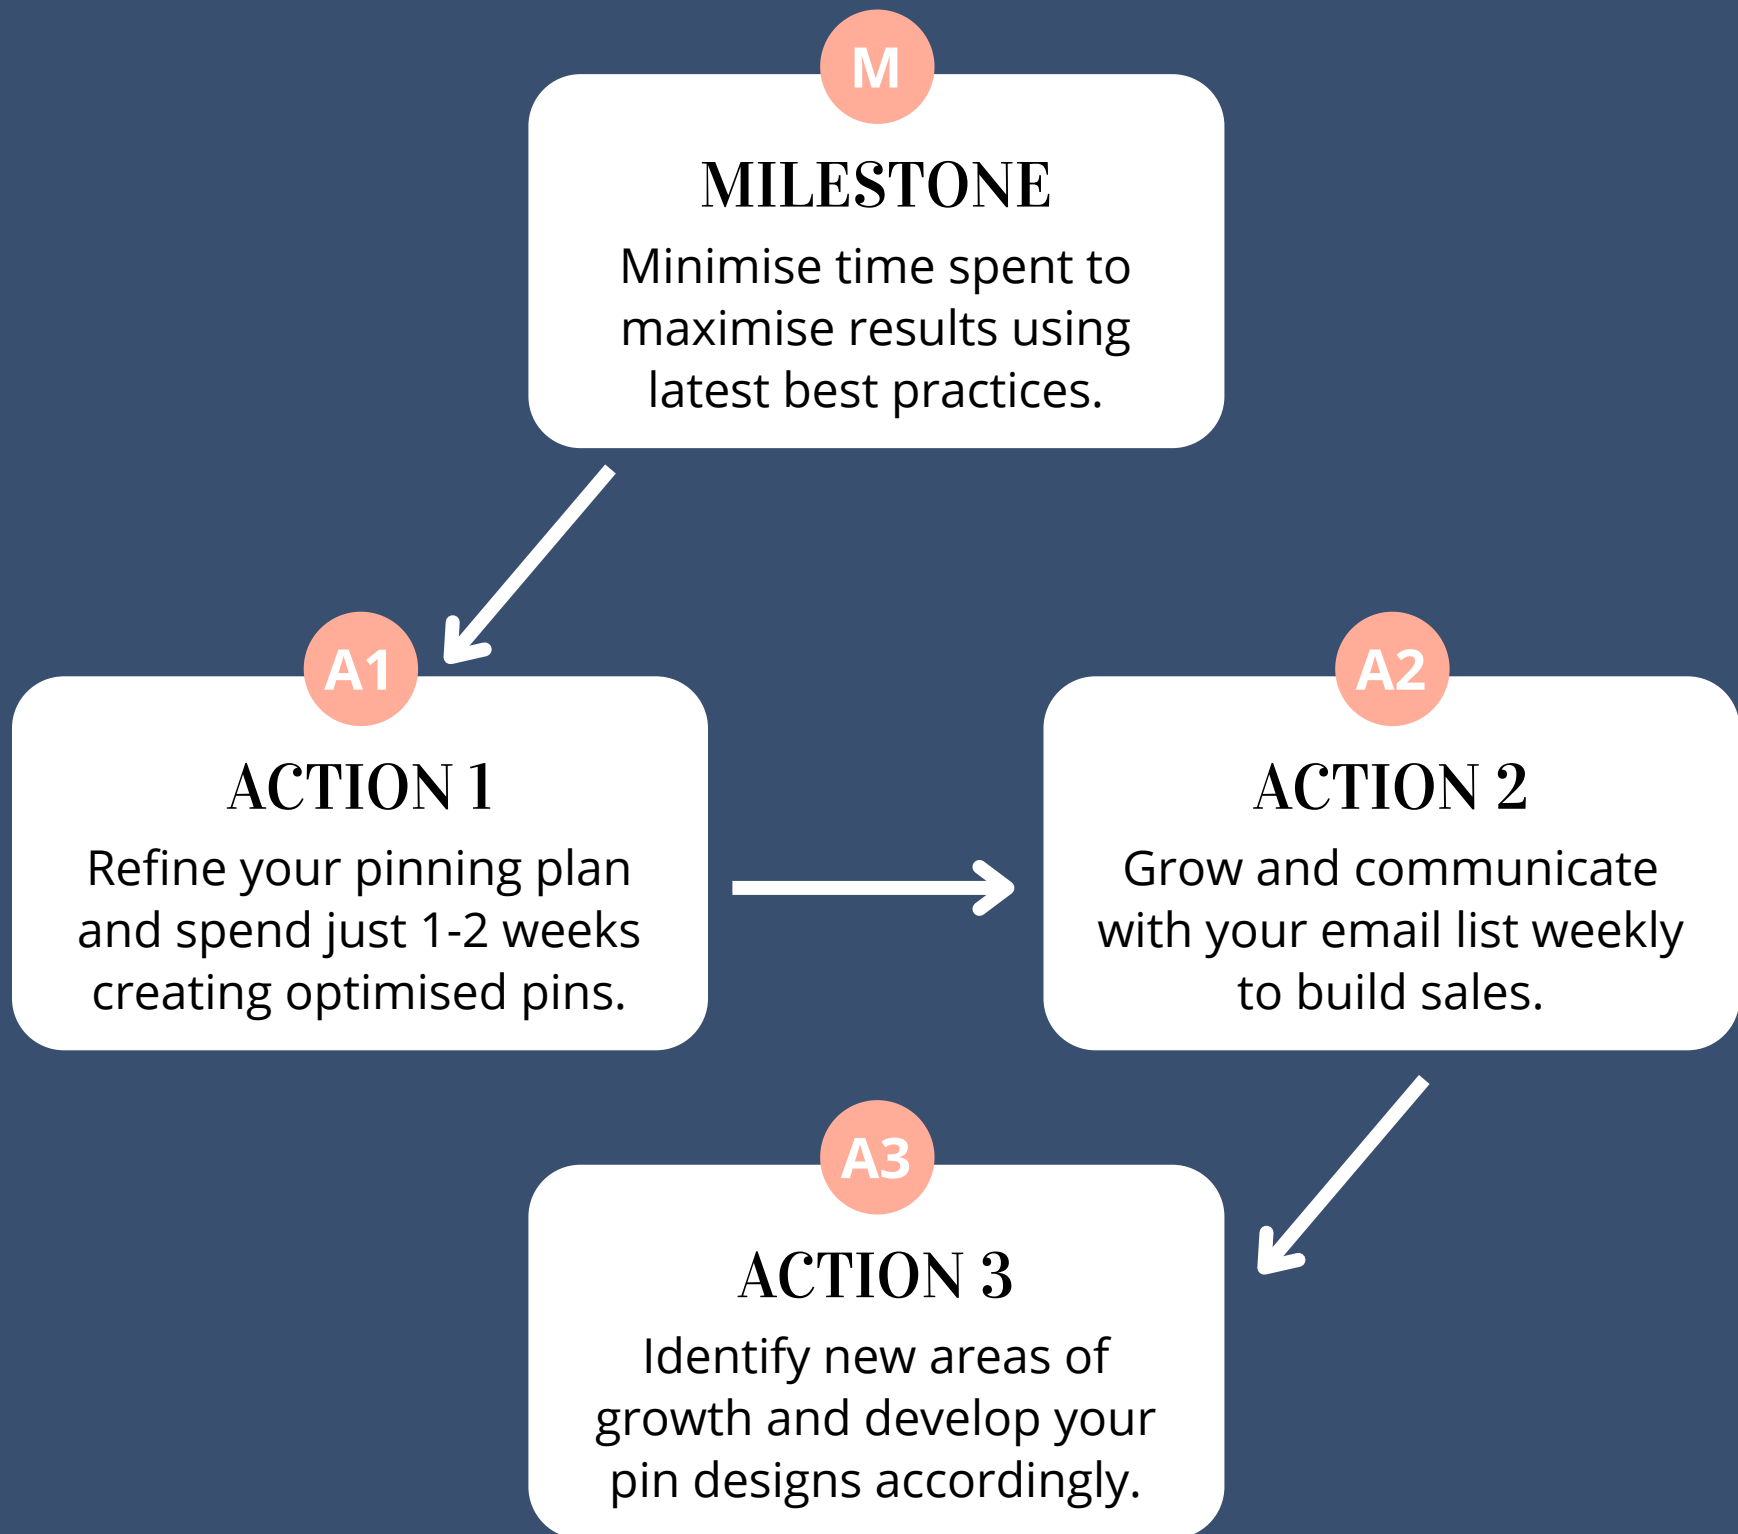 M
MILESTONE
Minimise time spent to
maximise results using
latest best practices.
A1
ACTION 1
Refine your pinning plan
and spend just 1-2 weeks
creating optimised pins.
A2
ACTION 2
Grow and communicate
with your email list weekly
to build sales.
A3
ACTION 3
Identify new areas of
growth and develop your
pin designs accordingly.